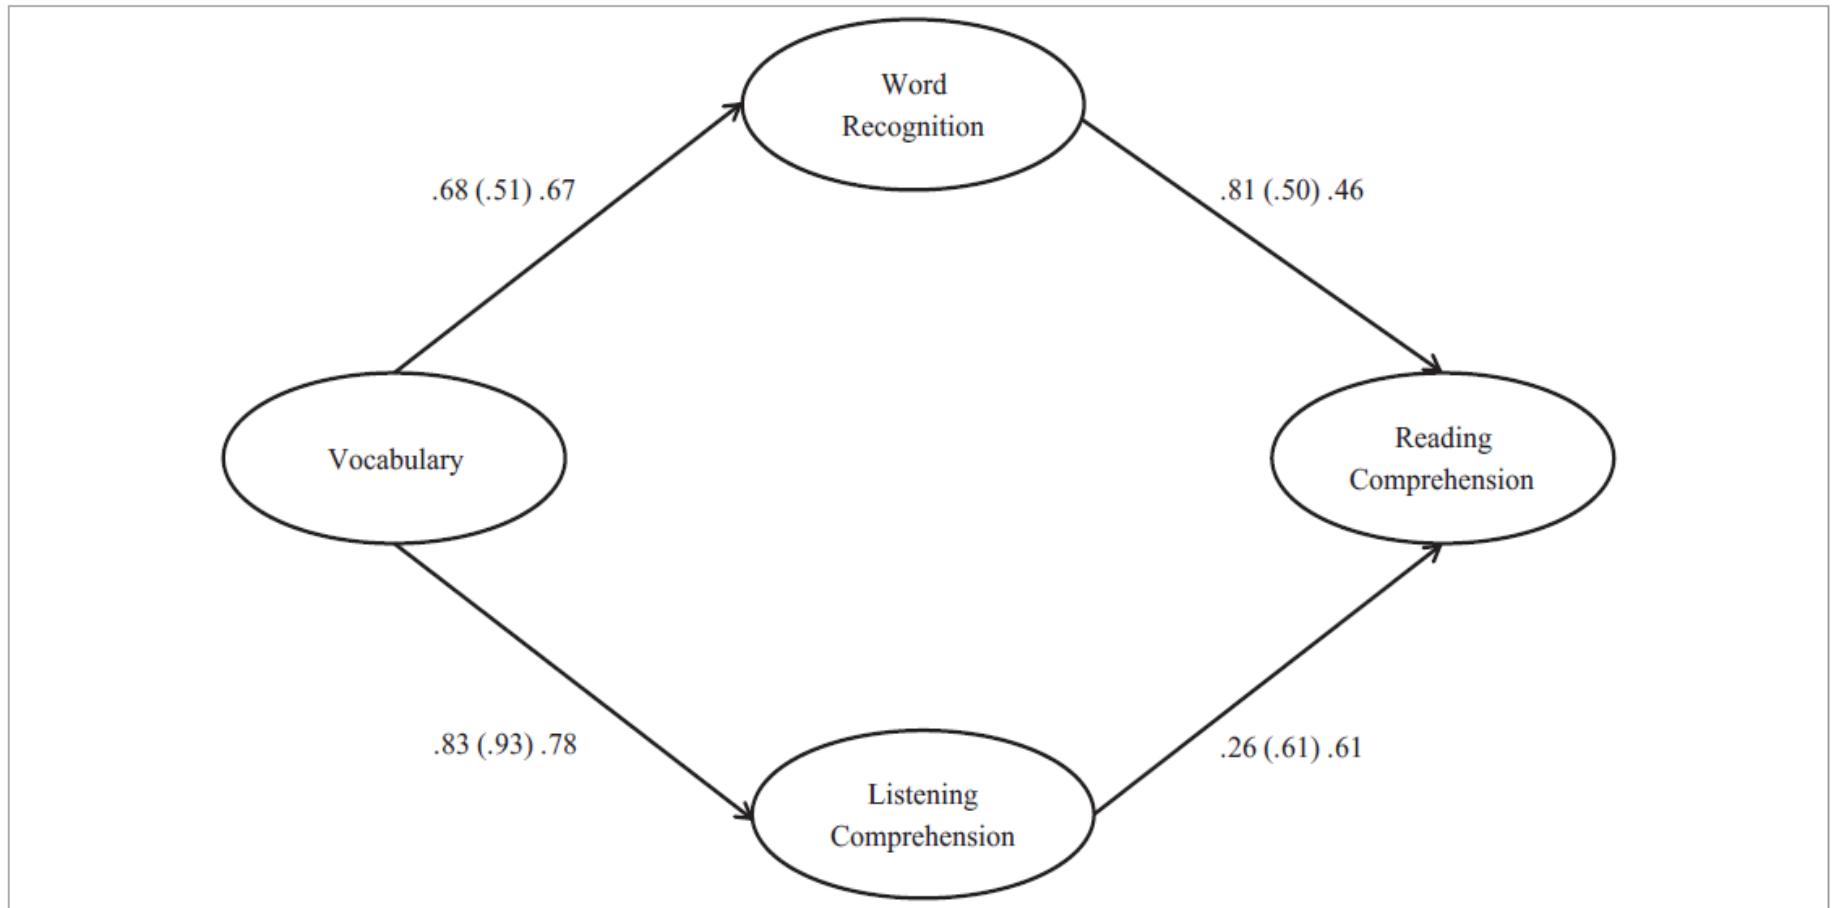 Word
Recognition
.68 (.51) .67
.81 (.50) .46
Vocabulary
Reading
Comprehension
.83 (.93) .78
.26 (.61) .61
Listening
Comprehension